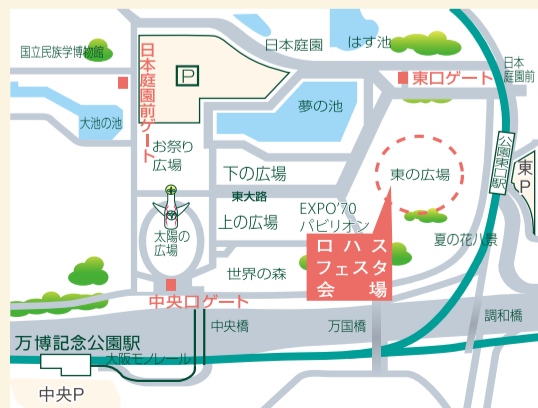 国立民族学博物館
日本庭園前ゲート
P
日本庭園
はす池
日本
庭園前
東口ゲート
夢の池
大池の池
お祭り
広場
公園東口駅
東P
下の広場
東の広場
東大路
EXPO'70
パビリオン
上の広場
太陽の
広場
ロハス
フェスタ
会場
夏の花八景
世界の森
中央口ゲート
中央橋
万国橋
調和橋
万博記念公園駅
大阪モノレール
中央P